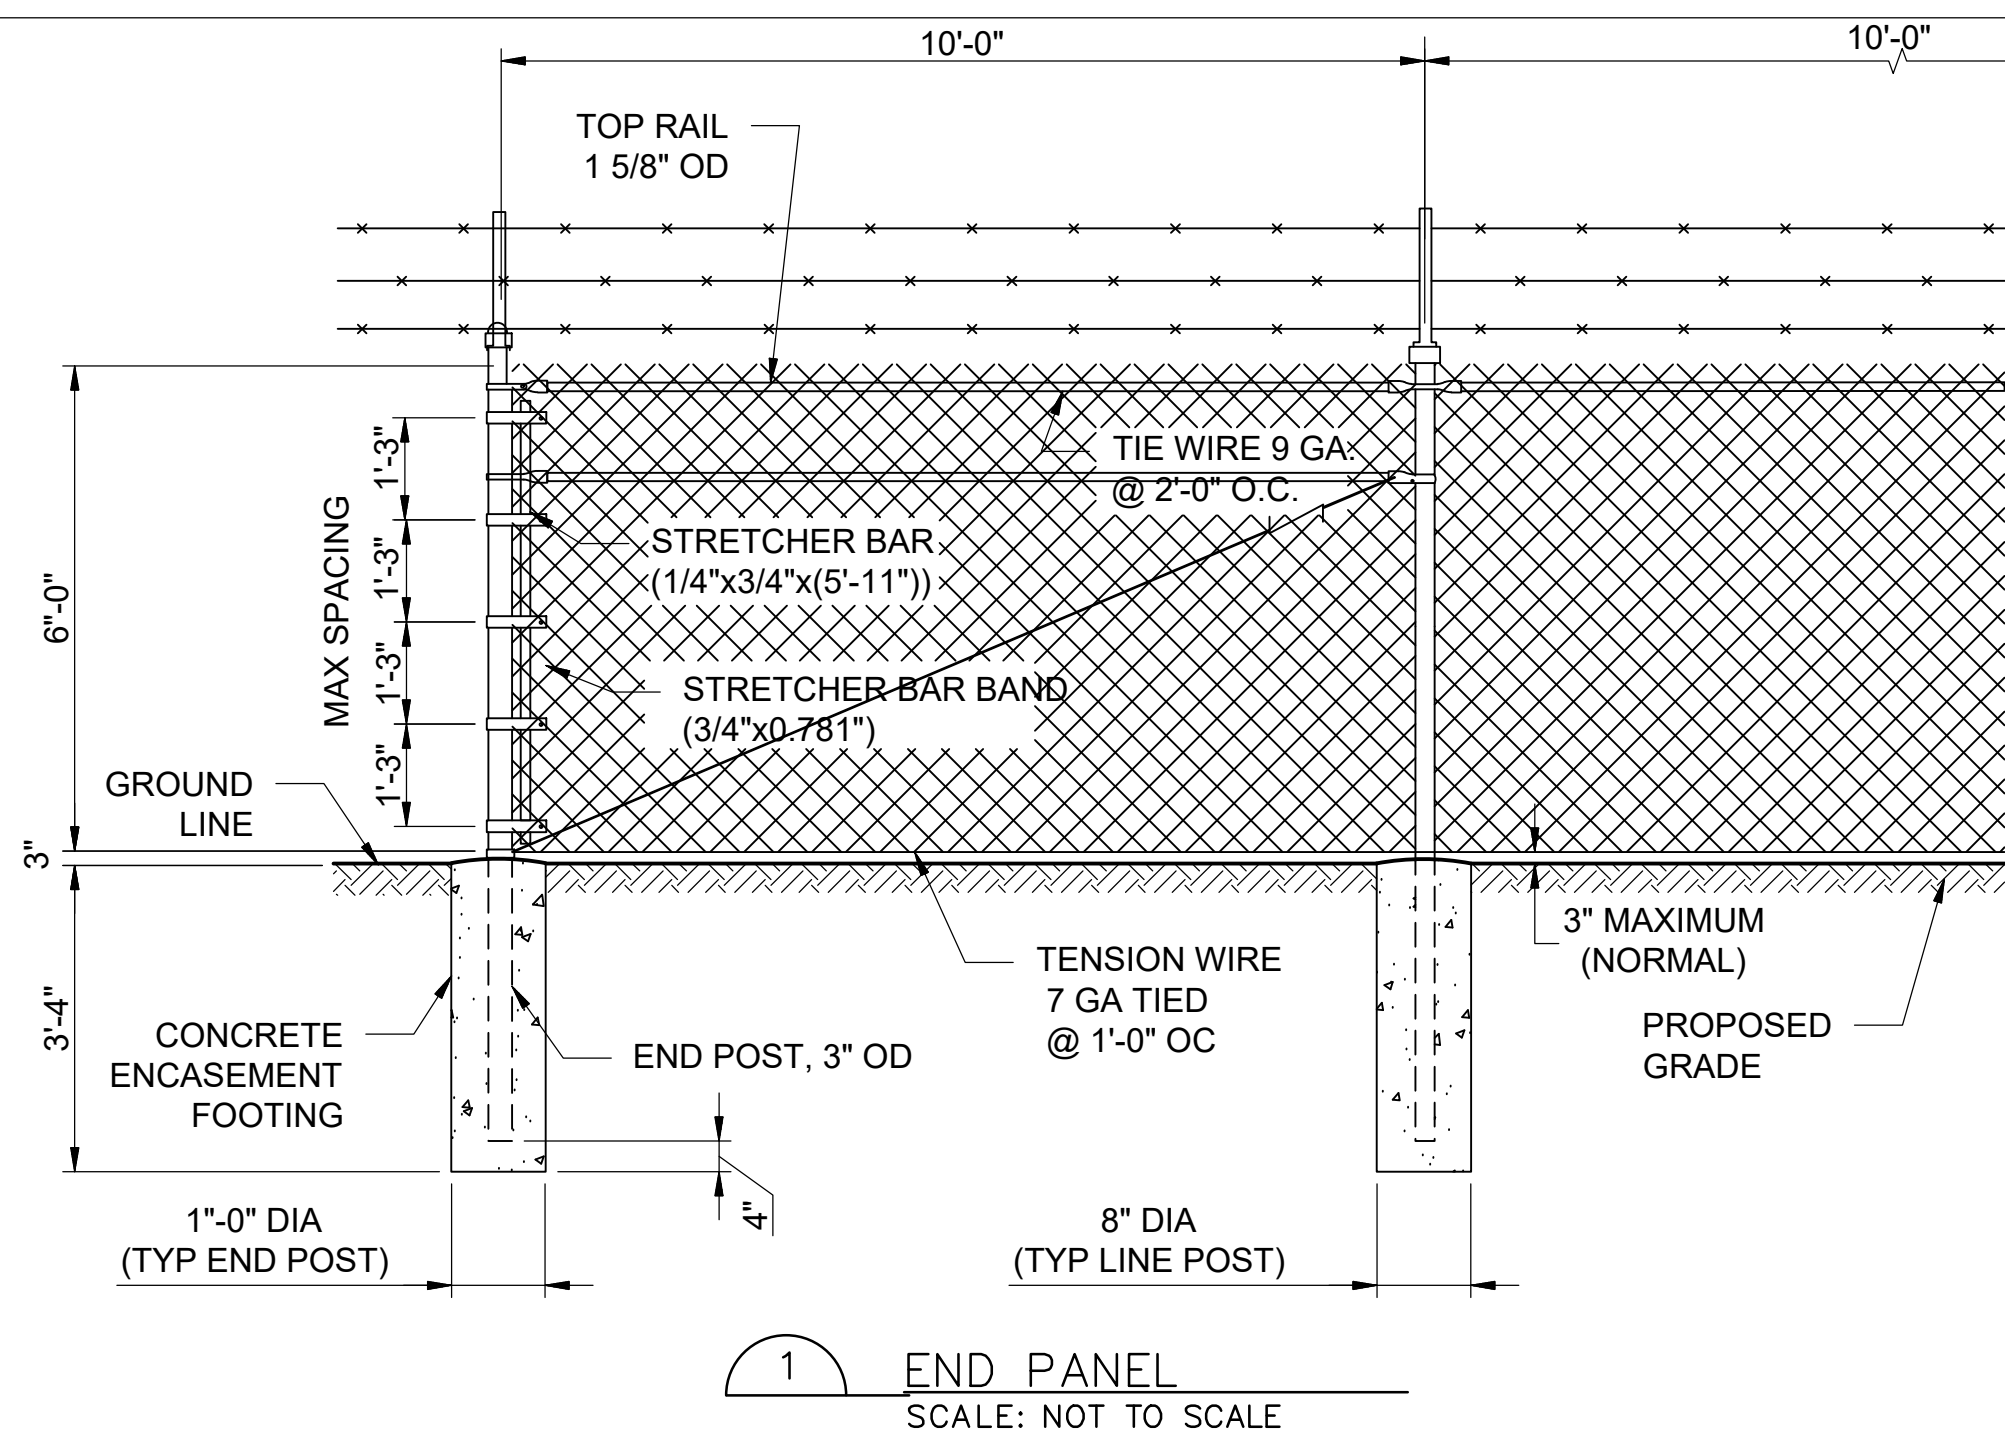 10'-0"
10'-0"
TOP RAIL
1 5/8" OD
TIE WIRE 9 GA.
@ 2'-0" O.C.
STRETCHER BAR
(1/4"x3/4"x(5'-11"))
STRETCHER BAR BAND
(3/4"x0.781")
MAX SPACING
1'-3"
1'-3"
1'-3"
1'-3"
6"-0"
3"
3'-4"
GROUND
LINE
CONCRETE
ENCASEMENT
FOOTING
END POST, 3" OD
TENSION WIRE
7 GA TIED
@ 1'-0" OC
3" MAXIMUM
(NORMAL)
PROPOSED
GRADE
4"
1"-0" DIA
(TYP END POST)
8" DIA
(TYP LINE POST)
1
END PANEL
SCALE: NOT TO SCALE